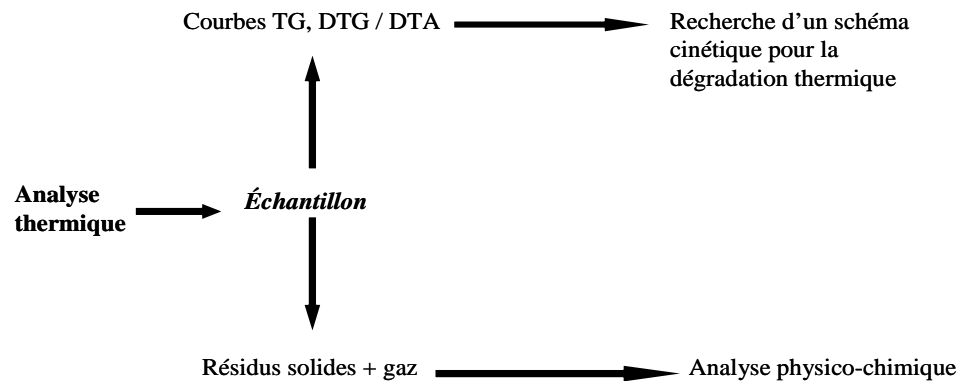 Courbes TG, DTG / DTA
Recherche d'un schéma
cinétique pour la
dégradation thermique
Analyse
thermique
Échantillon
Résidus solides + gaz
Analyse physico-chimique